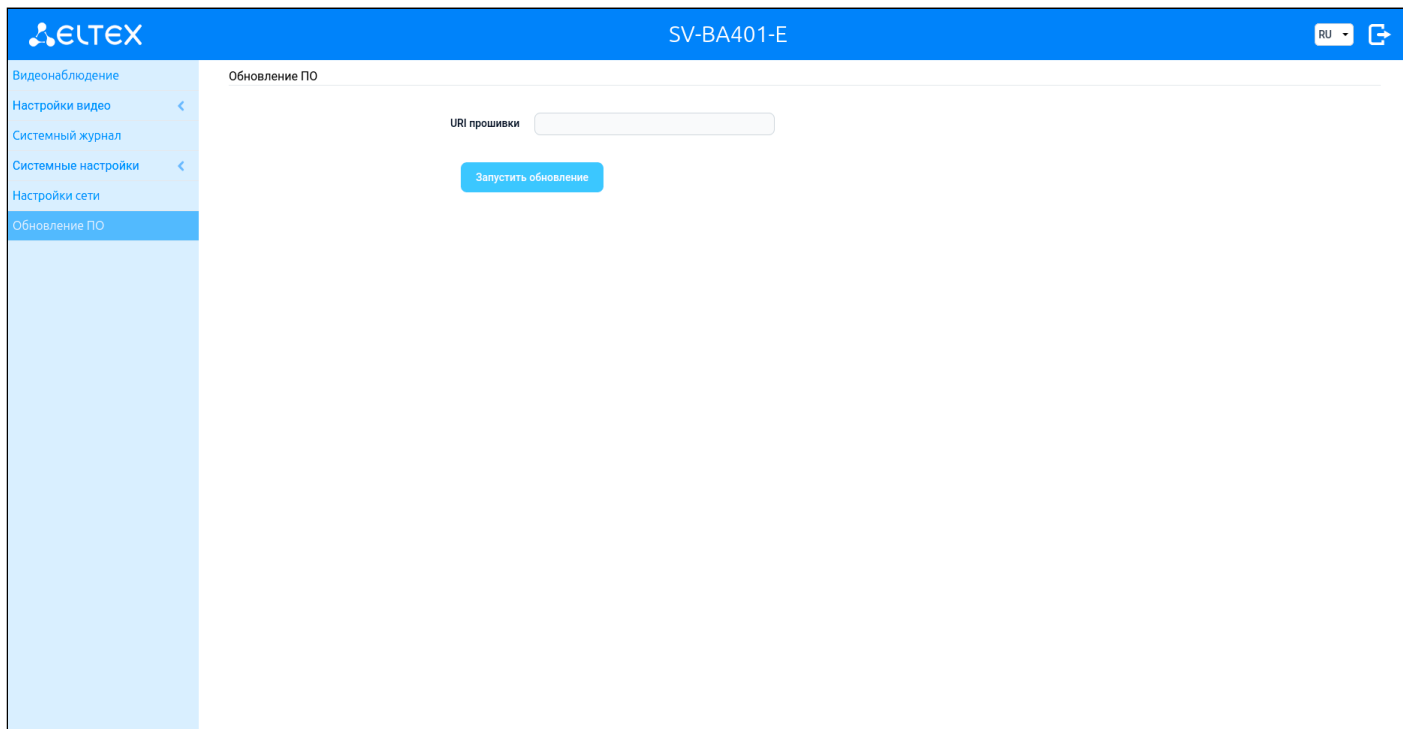 ELTEX
SV-BA401-E
RU
Видеонаблюдение
Настройки видео
Системный журнал
Системные настройки
Настройки сети
Обновление ПО
Обновление ПО
URI прошивки
Запустить обновление